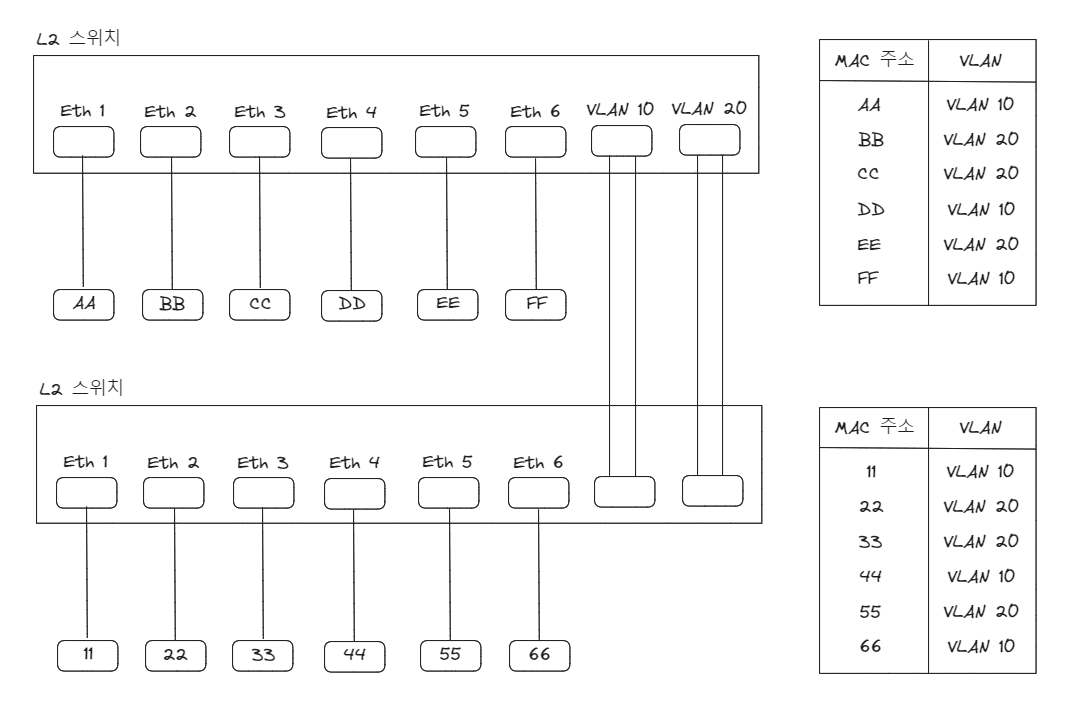 L2 스위치
Eth 1 Eth 2 Eth 3 Eth 4 Eth 5 Eth 6 VLAN 10 VLAN 20
AA BB CC DD EE FF
MAC 주소 VLAN
AA VLAN 10
BB VLAN 20
CC VLAN 20
DD VLAN 10
EE VLAN 20
FF VLAN 10
L2 스위치
Eth 1 Eth 2 Eth 3 Eth 4 Eth 5 Eth 6
11 22 33 44 55 66
MAC 주소 VLAN
11 VLAN 10
22 VLAN 20
33 VLAN 20
44 VLAN 10
55 VLAN 20
66 VLAN 10